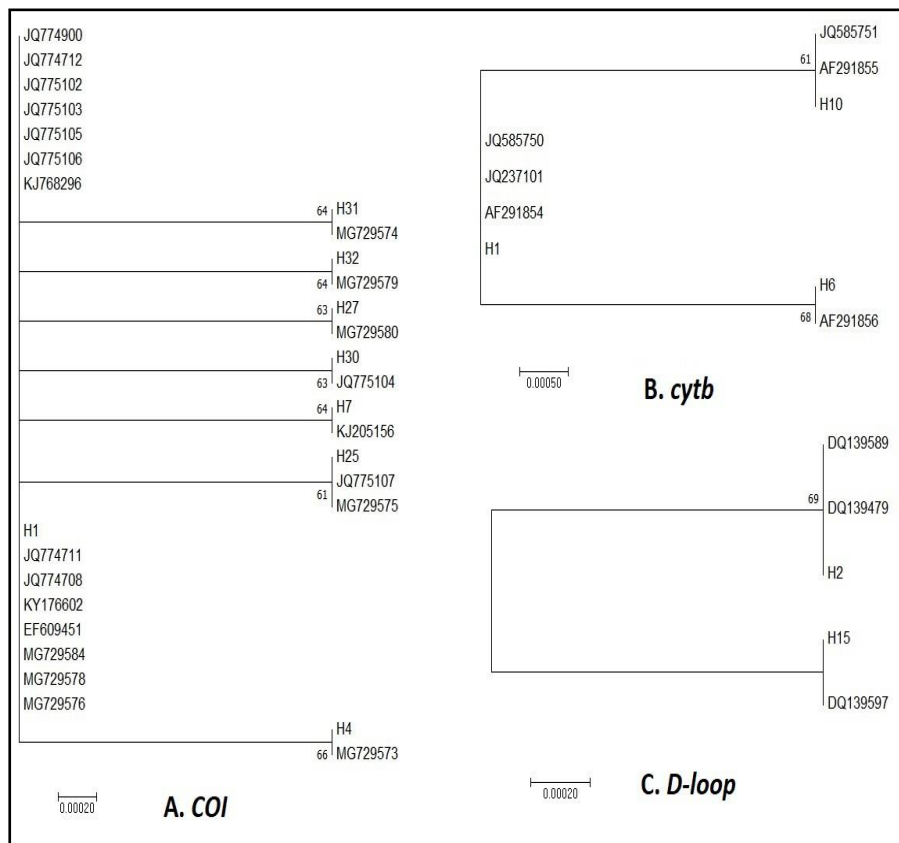 JQ774900
JQ774712
JQ775102
JQ775103
JQ775105
JQ775106
KJ768296
64
H31
MG729574
H32
64
MG729579
63
H27
MG729580
H30
63
JQ775104
64
H7
KJ205156
H25
JQ775107
61
MG729575
H1
JQ774711
JQ774708
KY176602
EF609451
MG729584
MG729578
MG729576
H4
66
MG729573
0.00020
A. COI
JQ585751
61
AF291855
H10
JQ585750
JQ237101
AF291854
H1
H6
68
AF291856
0.00050
B. cytb
DQ139589
69
DQ139479
H2
H15
DQ139597
0.00020
C. D-loop